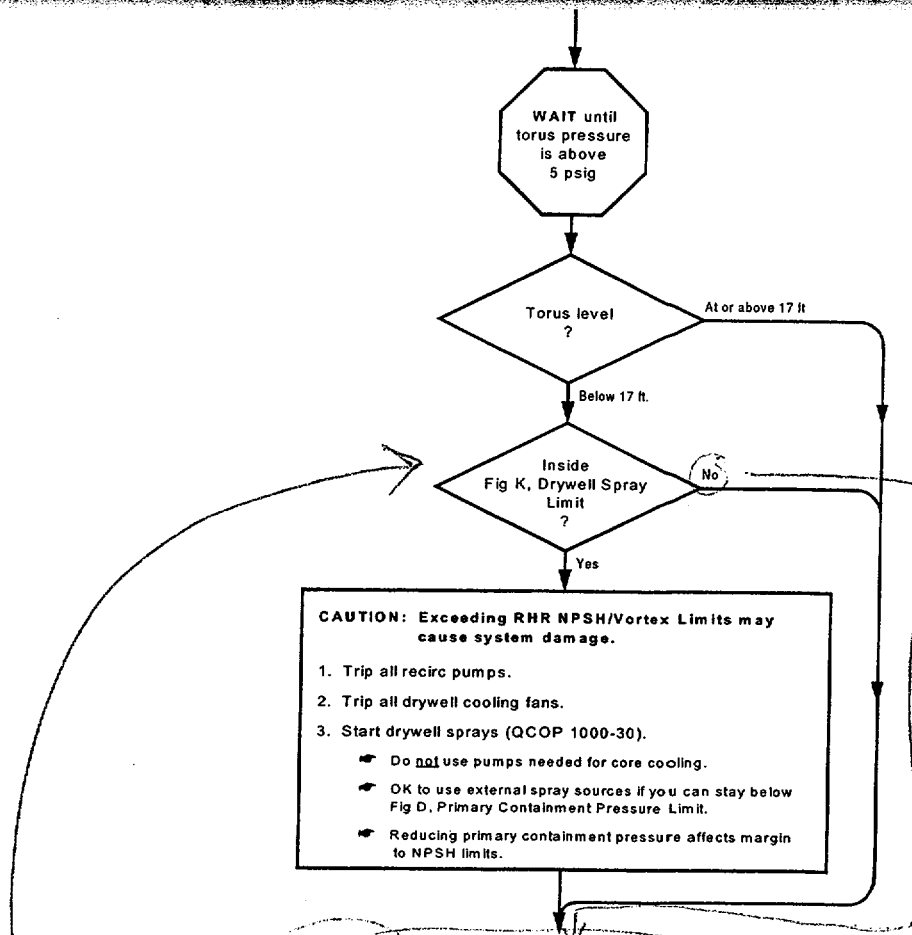 WAIT until
torus pressure
is above
5 psig
Torus level
?
At or above 17 ft
Below 17 ft.
Inside
Fig K, Drywell Spray
Limit
?
No
Yes
CAUTION: Exceeding RHR NPSH/Vortex Limits may
cause system damage.
1. Trip all recirc pumps.
2. Trip all drywell cooling fans.
3. Start drywell sprays (QCOP 1000-30).
☛ Do not use pumps needed for core cooling.
☛ OK to use external spray sources if you can stay below
Fig D, Primary Containment Pressure Limit.
☛ Reducing primary containment pressure affects margin
to NPSH limits.